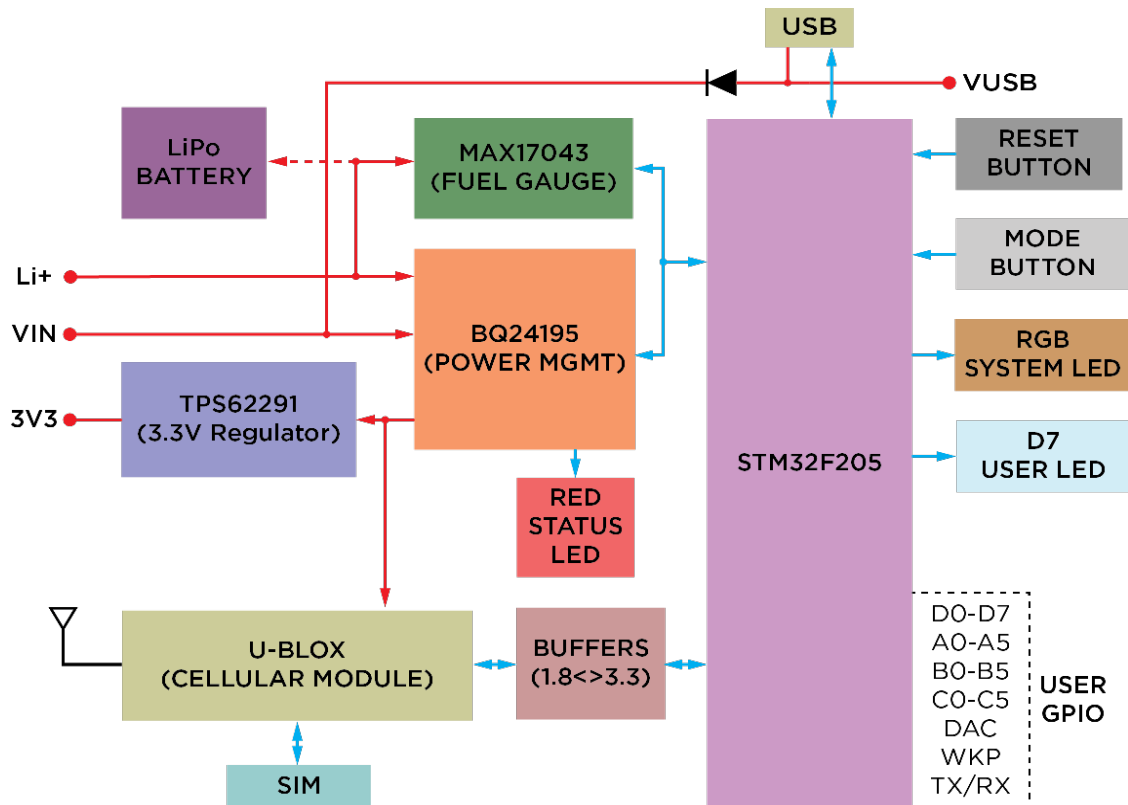 USB
VUSB
LiPo
BATTERY
MAX17043
(FUEL GAUGE)
RESET
BUTTON
MODE
BUTTON
Li+
VIN
BQ24195
(POWER MGMT)
RGB
SYSTEM LED
3V3
TPS62291
(3.3V Regulator)
STM32F205
D7
USER LED
RED
STATUS
LED
U-BLOX
(CELLULAR MODULE)
BUFFERS
(1.8<>3.3)
D0-D7
A0-A5
B0-B5
C0-C5
DAC
WKP
TX/RX
USER
GPIO
SIM